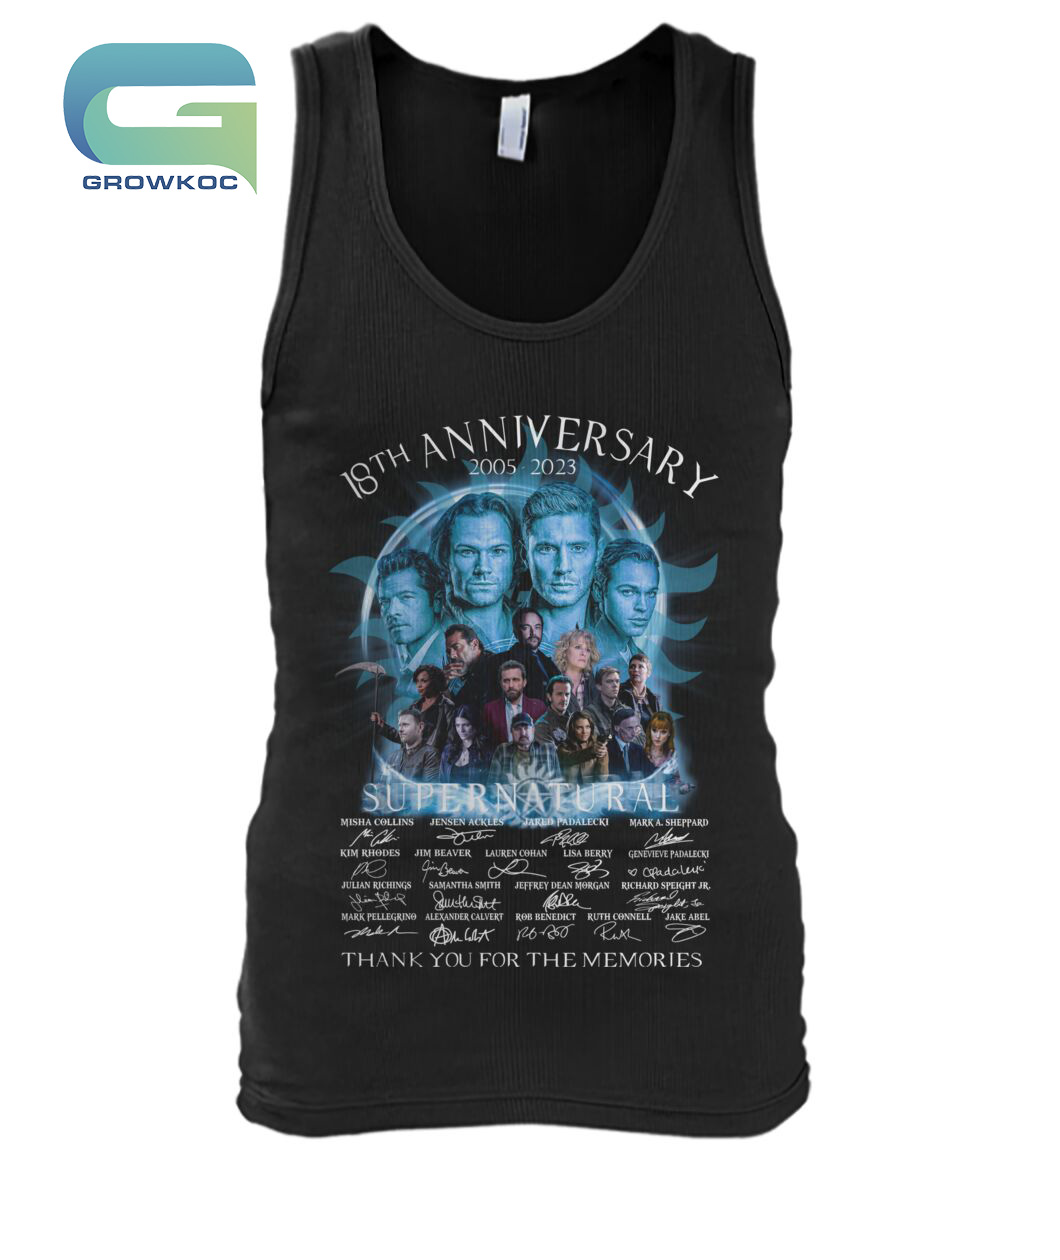 GROWKOC
18TH ANNIVERSARY
2005 - 2023
SUPERNATURAL
MISHA COLLINS JENSEN ACKLES JARED PADALECKI MARK A. SHEPPARD
KIM RHODES JIM BEAVER LAUREN COHAN LISA BERRY GENEVIEVE PADALECKI
JULIAN RICHINGS SAMANTHA SMITH JEFFREY DEAN MORGAN RICHARD SPEIGHT JR.
MARK PELLEGRINO ALEXANDER CALVERT ROB BENEDICT RUTH CONNELL JAKE ABEL
THANK YOU FOR THE MEMORIES